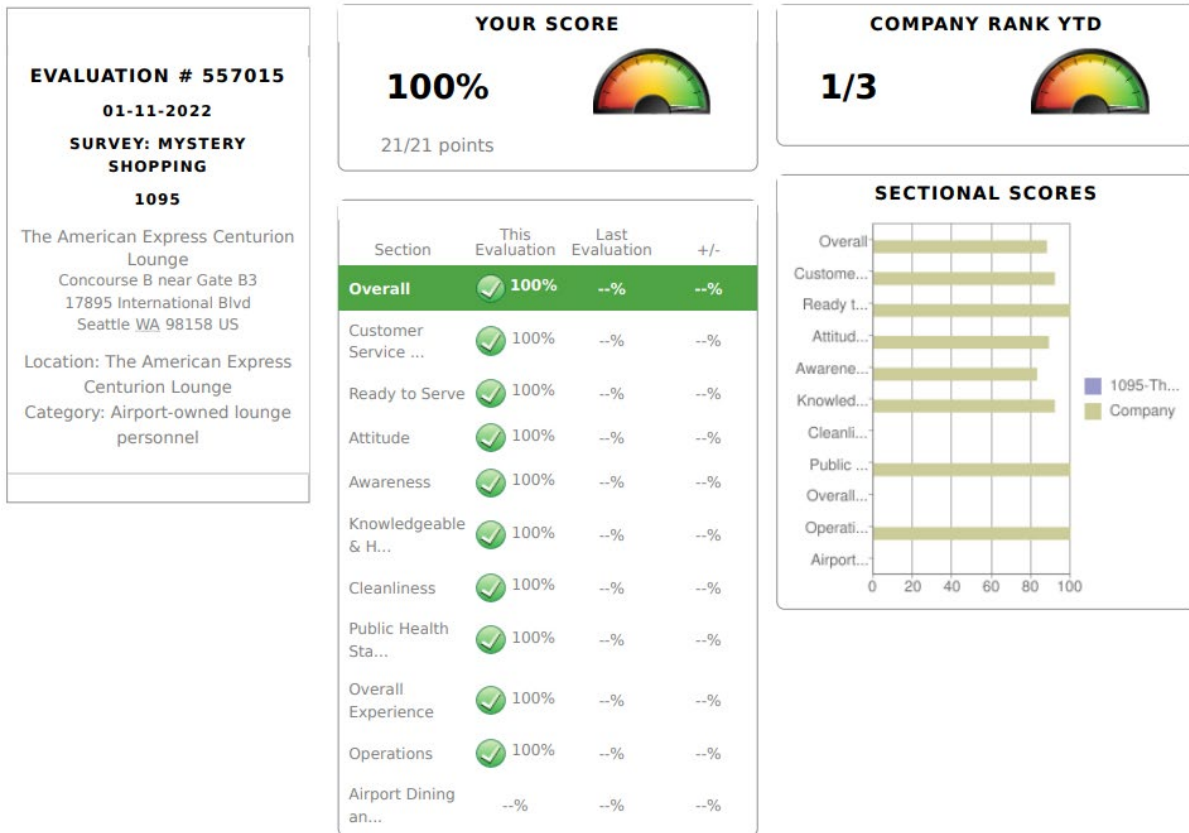 EVALUATION # 557015
01-11-2022
SURVEY: MYSTERY
SHOPPING
1095
The American Express Centurion
Lounge
Concourse B near Gate B3
17895 International Blvd
Seattle WA 98158 US
Location: The American Express
Centurion Lounge
Category: Airport-owned lounge
personnel
YOUR SCORE
100%
21/21 points
Section This Evaluation Last Evaluation +/-
Overall 100% --% --%
Customer
Service ... 100% --% --%
Ready to Serve 100% --% --%
Attitude 100% --% --%
Awareness 100% --% --%
Knowledgeable
& H... 100% --% --%
Cleanliness 100% --% --%
Public Health
Sta... 100% --% --%
Overall
Experience 100% --% --%
Operations 100% --% --%
Airport Dining
an... --% --% --%
COMPANY RANK YTD
1/3
SECTIONAL SCORES
Overall
Custome...
Ready t...
Attitud...
Awarene...
Knowled...
Cleanli...
Public ...
Overall...
Operati...
Airport...
0 20 40 60 80 100
1095-Th...
Company